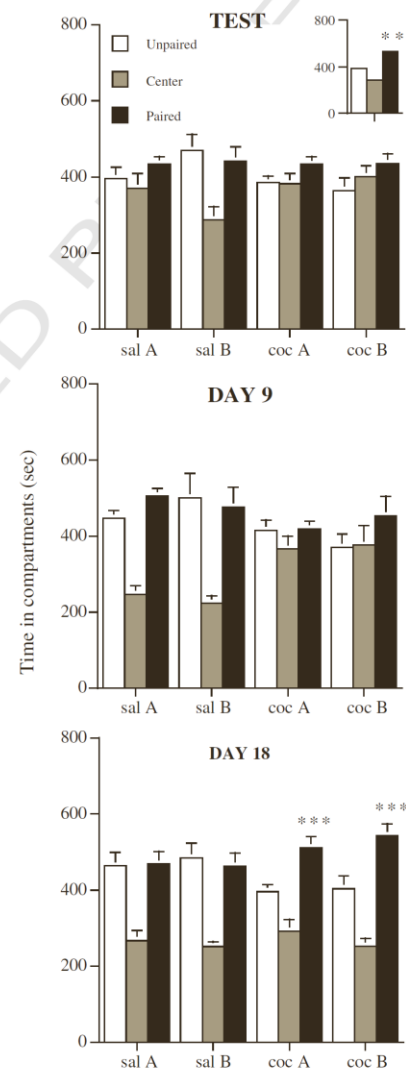 TEST
800
600
400
200
0
Unpaired
Center
Paired
800
400
0
**
sal A
sal B
coc A
coc B
Time in compartments (sec)
DAY 9
800
600
400
200
0
sal A
sal B
coc A
coc B
DAY 18
800
600
400
200
0
***
***
sal A
sal B
coc A
coc B